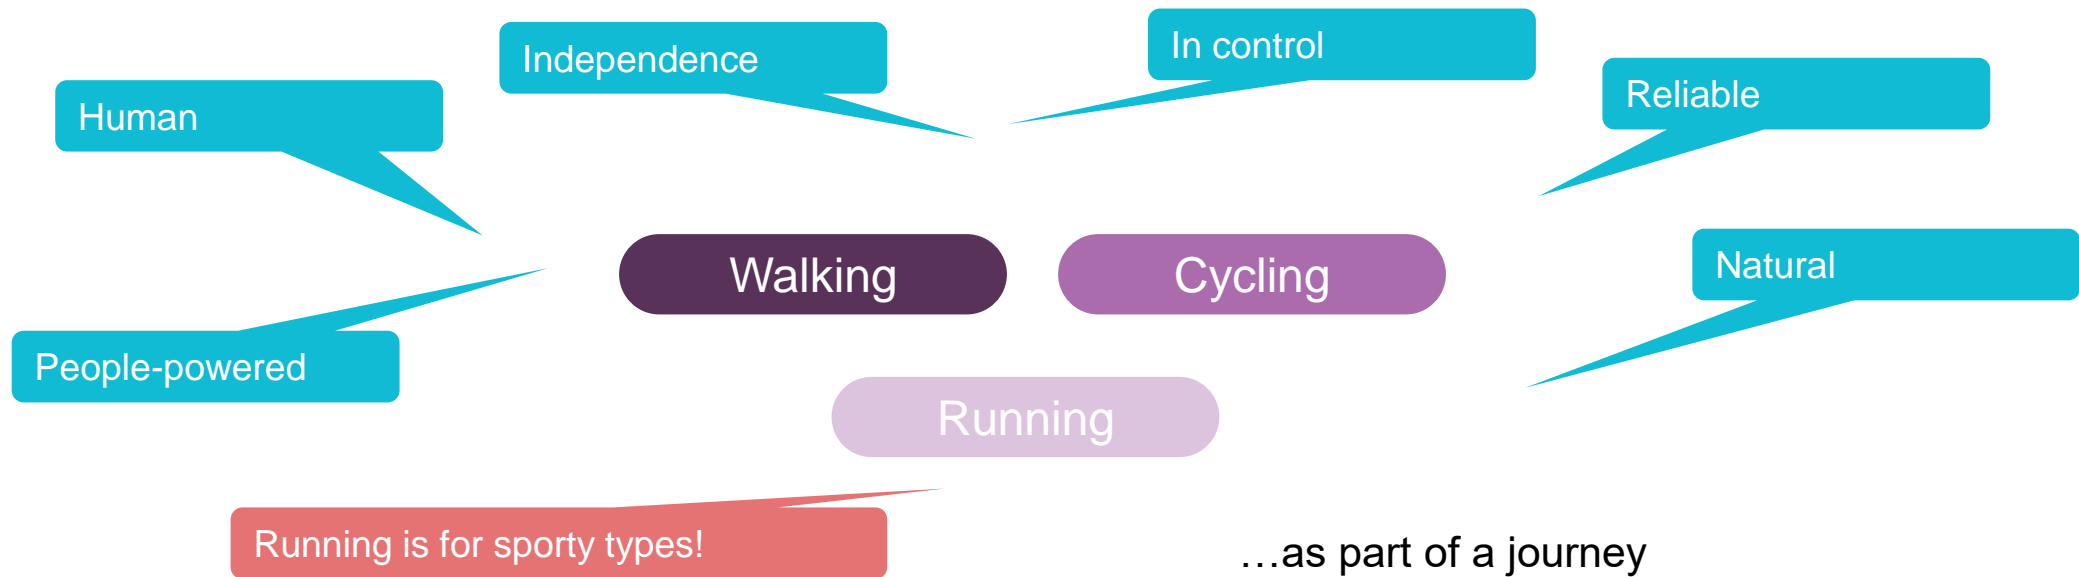 In control
Independence
Reliable
Human
Natural
Walking
Cycling
People-powered
Running
Running is for sporty types!
…as part of a journey